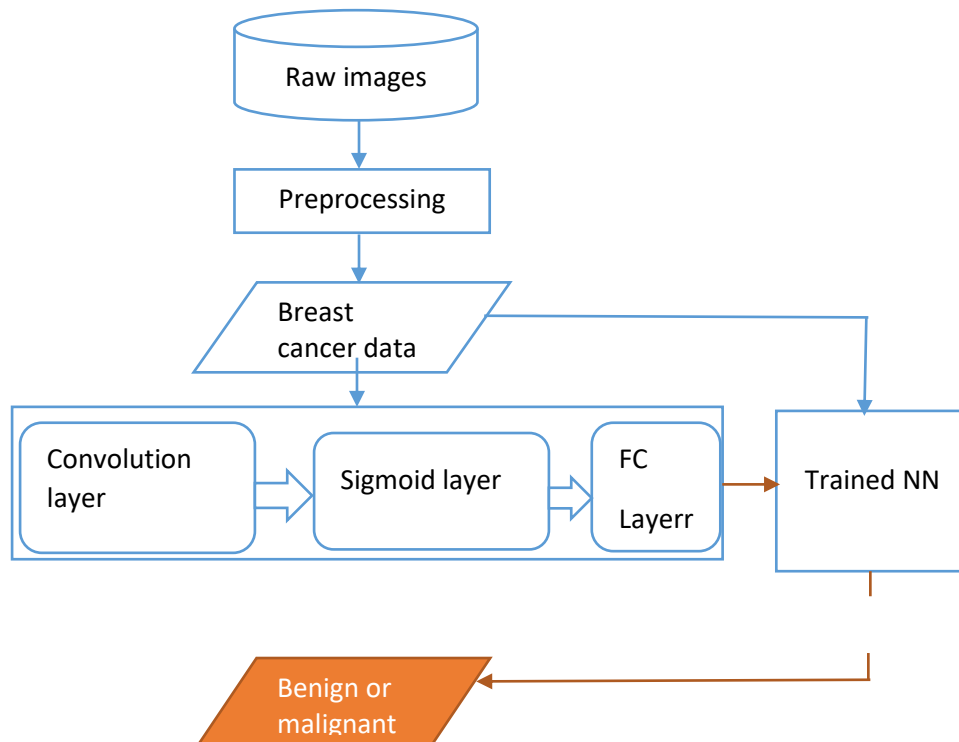 Raw images
Preprocessing
Breast
cancer data
Convolution
layer
Sigmoid layer
FC
Layerr
Trained NN
Benign or
malignant